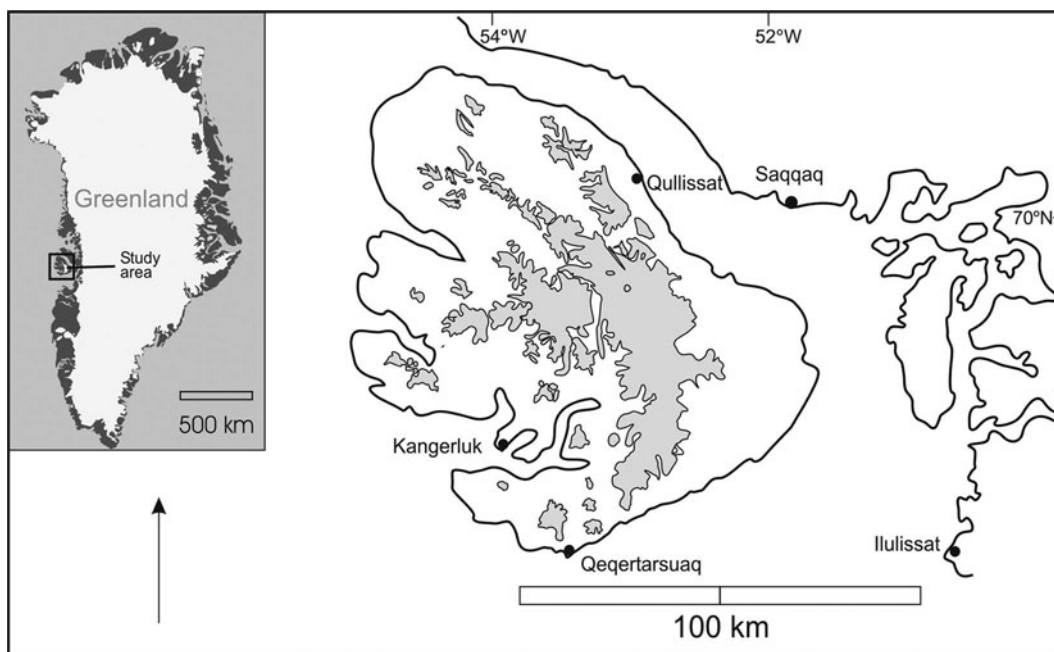 54°W
52°W
Greenland
Study
area
500 km
Qullissat
Saqqaq
70°N
Kangerluk
Qeqertarsuaq
Ilulissat
100 km